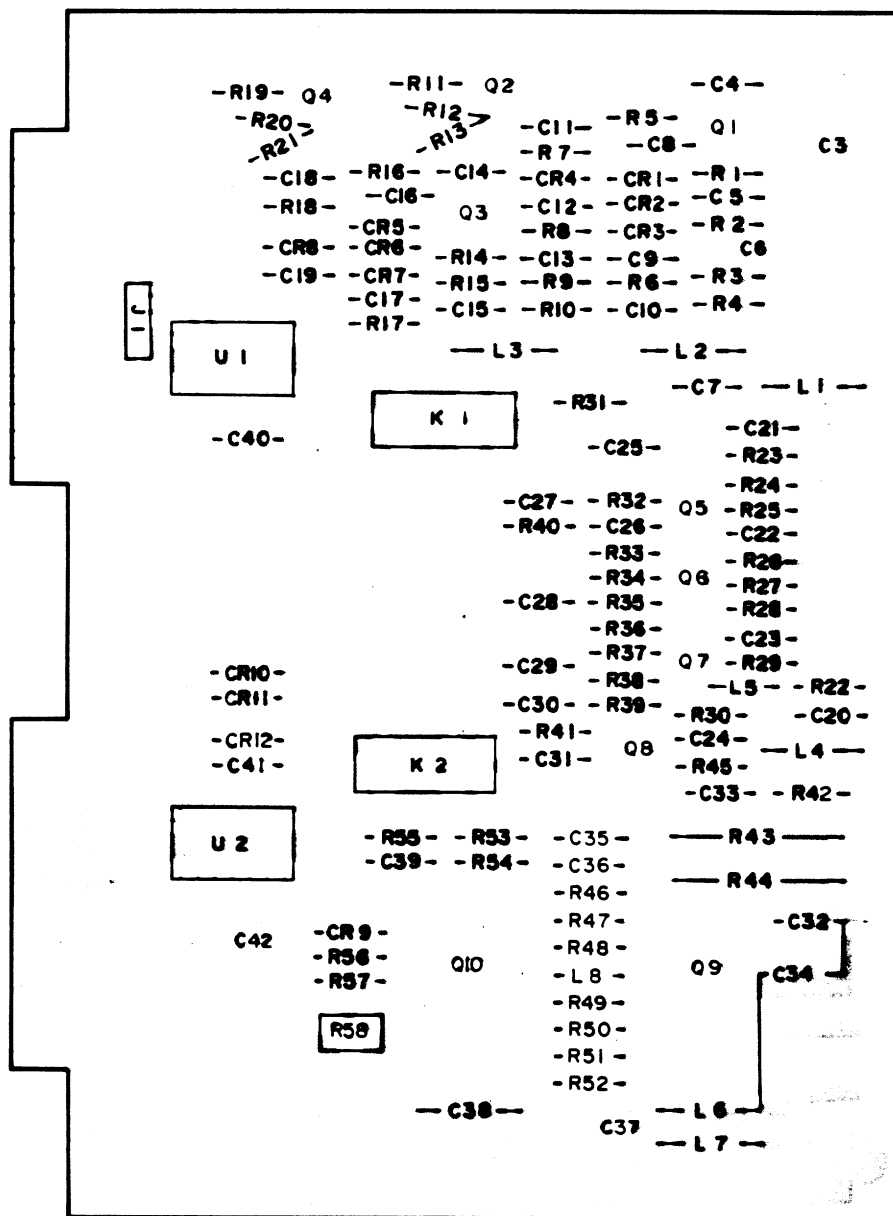 -R19- Q4 -R11- Q2 -C4-
-R20- -R12-
-R21> -R13> -C11- -R5- Q1
-R7- -C8- C3
-C18- -R16- -C14- -CR4- -CR1- -R1-
-C16- -C5-
-R18- Q3 -C12- -CR2- -R2-
-CR5- -R8- -CR3-
-CR8- -CR6- C6
-R14- -C13- -C9-
-C19- -CR7- -R15- -R9- -R6- -R3-
-C17- -C15- -R10- -C10- -R4-
J1 -R17-
U1 -L3- -L2-
-C7- -L1-
K1 -R31-
-C40- -C25- -C21-
-R23-
-R24-
-C27- -R32- Q5 -R25-
-R40- -C26- -C22-
-R33- -R26-
-R34- Q6 -R27-
-C28- -R35- -R28-
-R36- -C23-
-C29- -R37- Q7 -R29-
-CR10- -R38- -L5- -R22-
-CR11- -C30- -R39- -R30- -C20-
-R41- -C24-
-CR12- Q8 -L4-
-C41- K2 -C31- -R45-
-C33- -R42-
U2 -R55- -R53- -C35- -R43-
-C39- -R54- -C36-
-R46- -R44-
-R47- -C32-
C42 -CR9- -R48-
-R56- Q10 Q9
-R57- -L8- -C34-
-R49-
R58 -R50-
-R51-
-R52-
-C38- -L6-
C37
-L7-